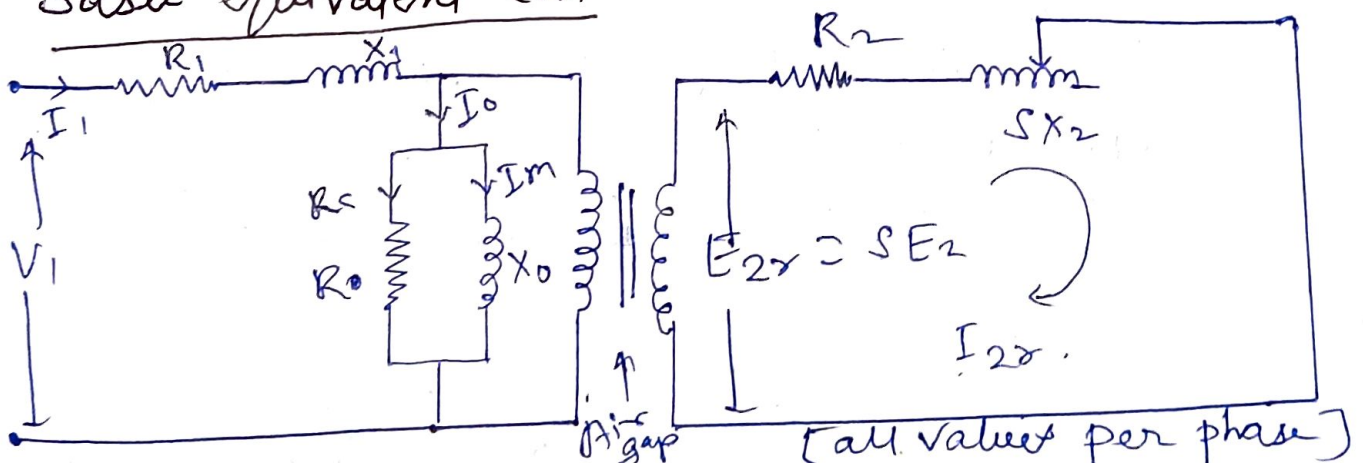 equivalent
R1
X1
R2
I1
I0
SX2
Im
Rc
V1
R0
X0
E2r = SE2
I2r.
Air gap
[all values per phase]